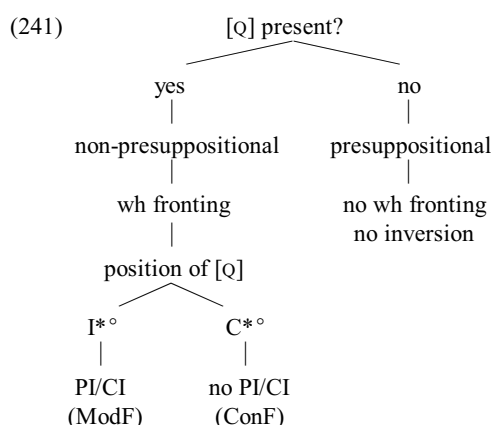 (241) [Q] present?
yes no
non-presuppositional presuppositional
wh fronting no wh fronting
no inversion
position of [Q]
I*° C*°
PI/CI no PI/CI
(ModF) (ConF)